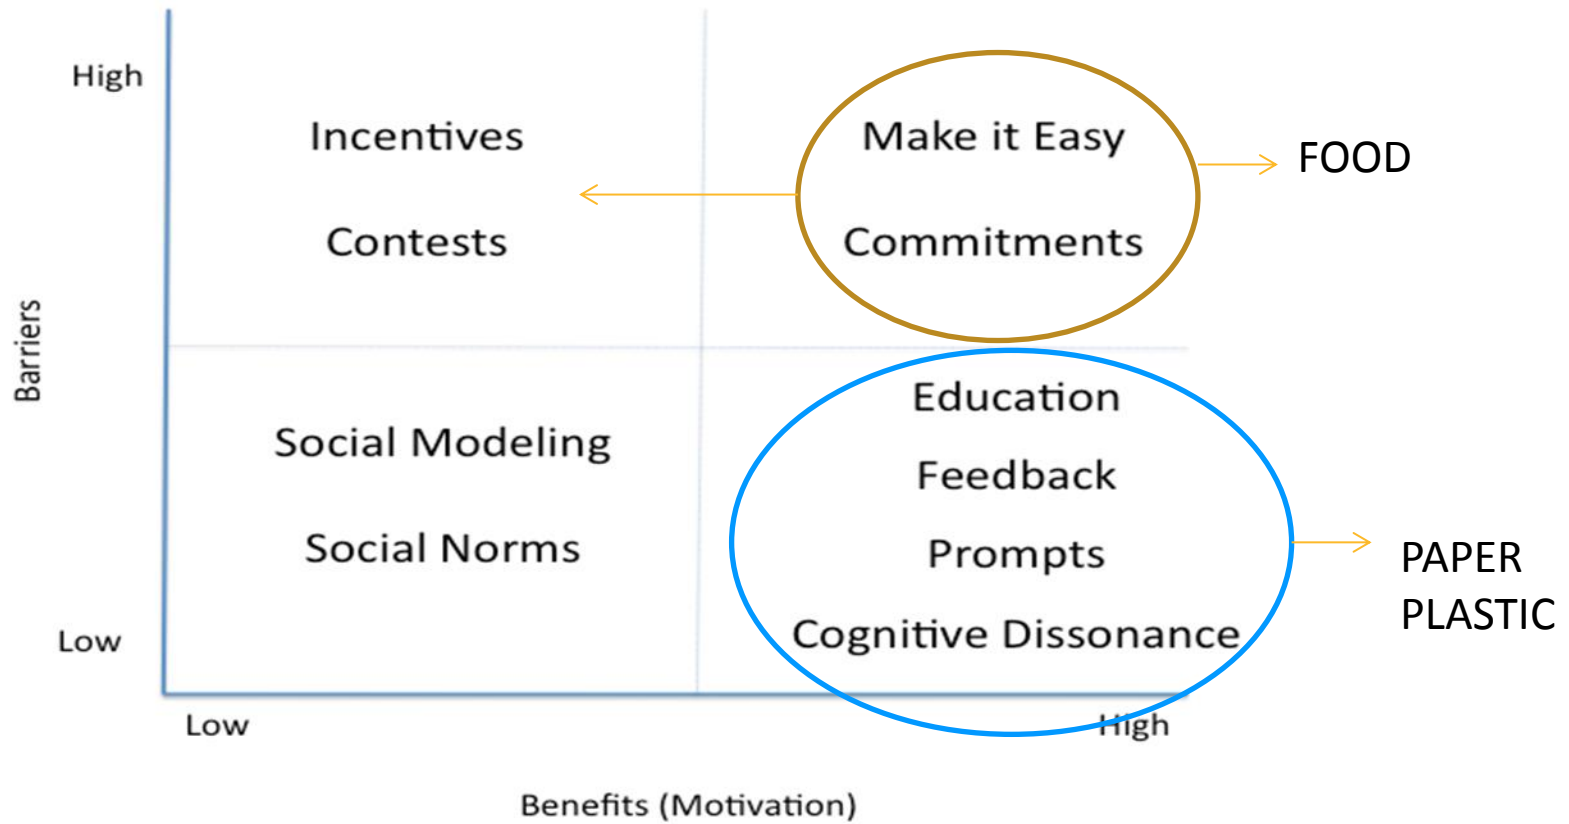 High
Incentives
Make it Easy
FOOD
Contests
Commitments
Barriers
Education
Social Modeling
Feedback
Social Norms
Prompts
PAPER
PLASTIC
Cognitive Dissonance
Low
Low
High
Benefits (Motivation)